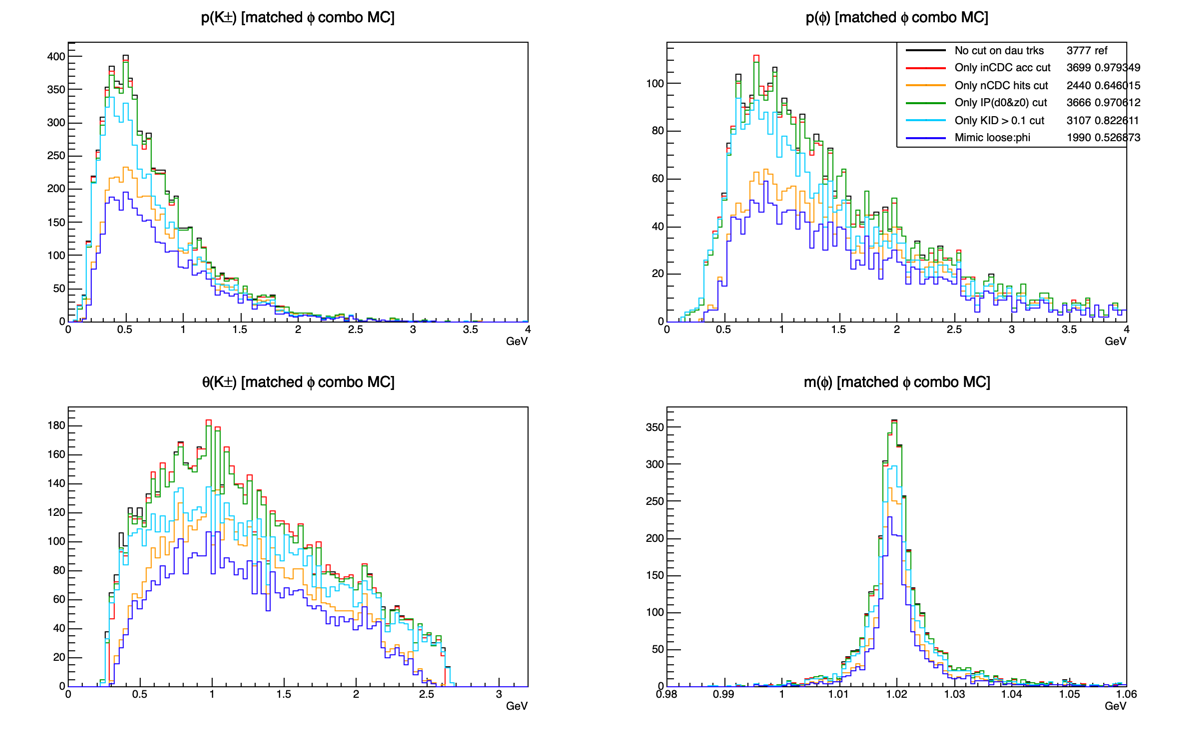 p(K±) [matched ϕ combo MC]
400
350
300
250
200
150
100
50
0
0 0.5 1 1.5 2 2.5 3 3.5 4
GeV
p(ϕ) [matched ϕ combo MC]
No cut on dau trks 3777 ref
Only inCDC acc cut 3699 0.979349
Only nCDC hits cut 2440 0.646015
Only IP(d0&z0) cut 3666 0.970612
Only KID > 0.1 cut 3107 0.822611
Mimic loose:phi 1990 0.526873
100
80
60
40
20
0
0 0.5 1 1.5 2 2.5 3 3.5 4
GeV
θ(K±) [matched ϕ combo MC]
180
160
140
120
100
80
60
40
20
0
0 0.5 1 1.5 2 2.5 3
GeV
m(ϕ) [matched ϕ combo MC]
350
300
250
200
150
100
50
0
0.98 0.99 1 1.01 1.02 1.03 1.04 1.05 1.06
GeV